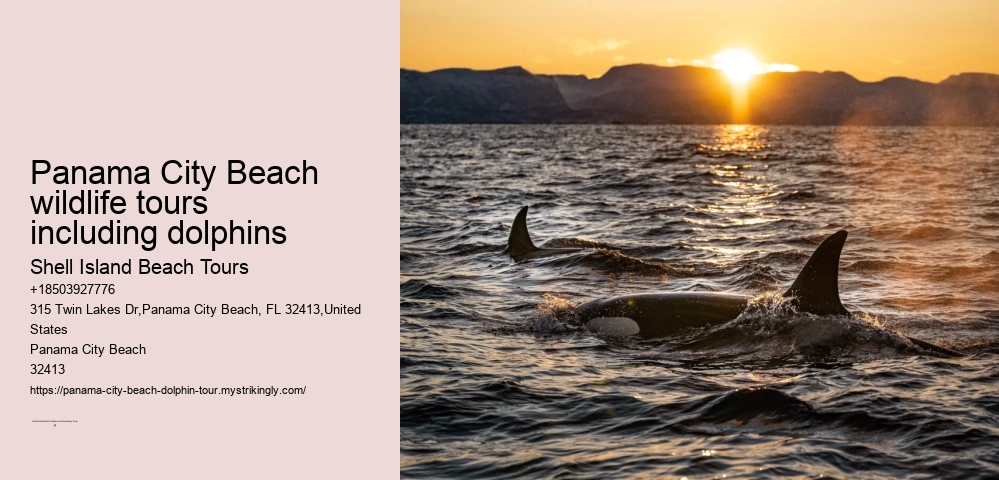 Panama City Beach
wildlife tours
including dolphins
Shell Island Beach Tours
+18503927776
315 Twin Lakes Dr,Panama City Beach, FL 32413,United
States
Panama City Beach
32413
https://panama-city-beach-dolphin-tour.mystrikingly.com/